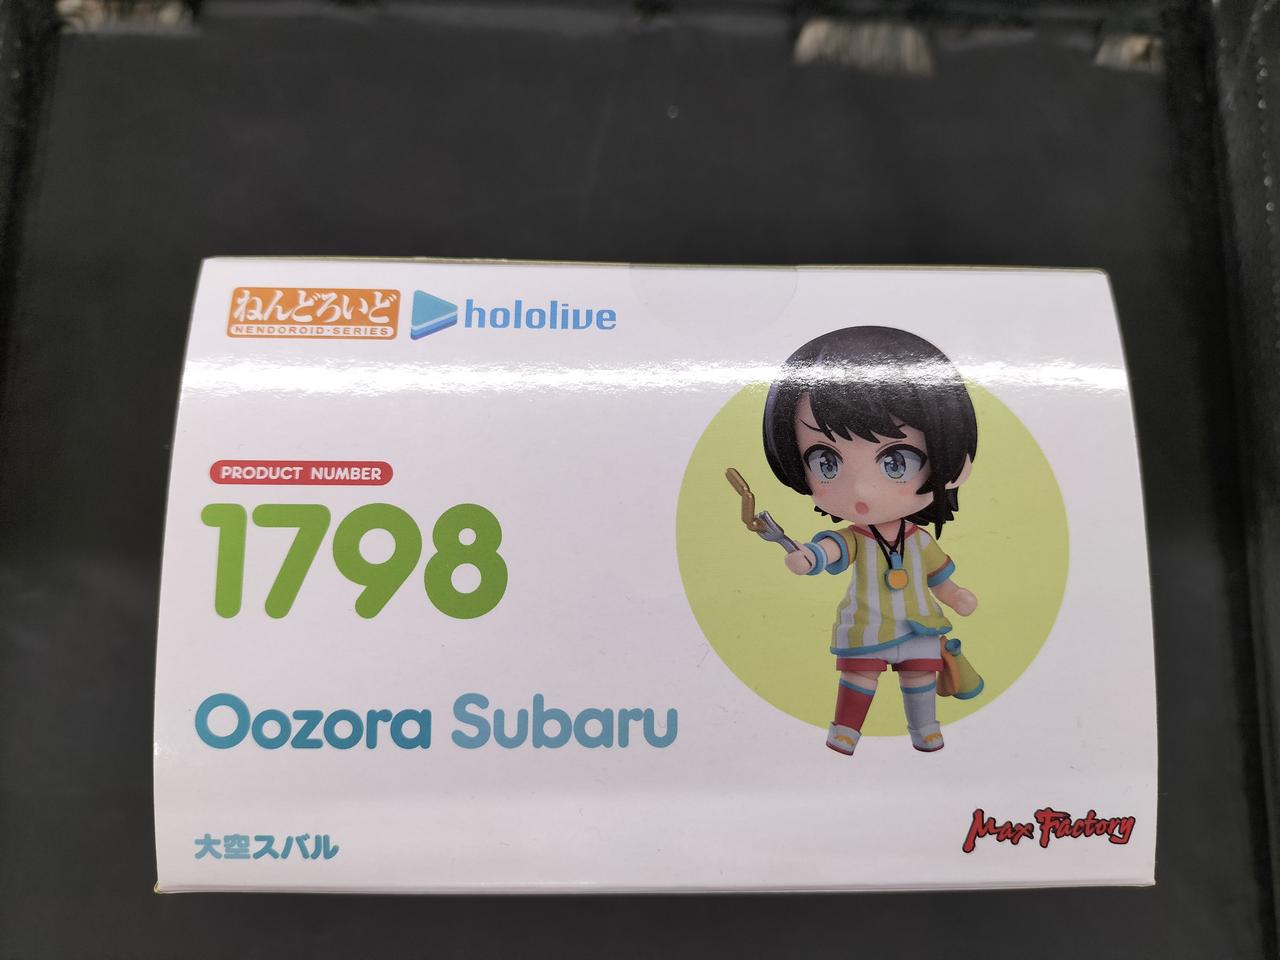 ねんどろいど
NENDOROID·SERIES
hololive
PRODUCT NUMBER
1798
Oozora Subaru
大空スバル
Max Factory